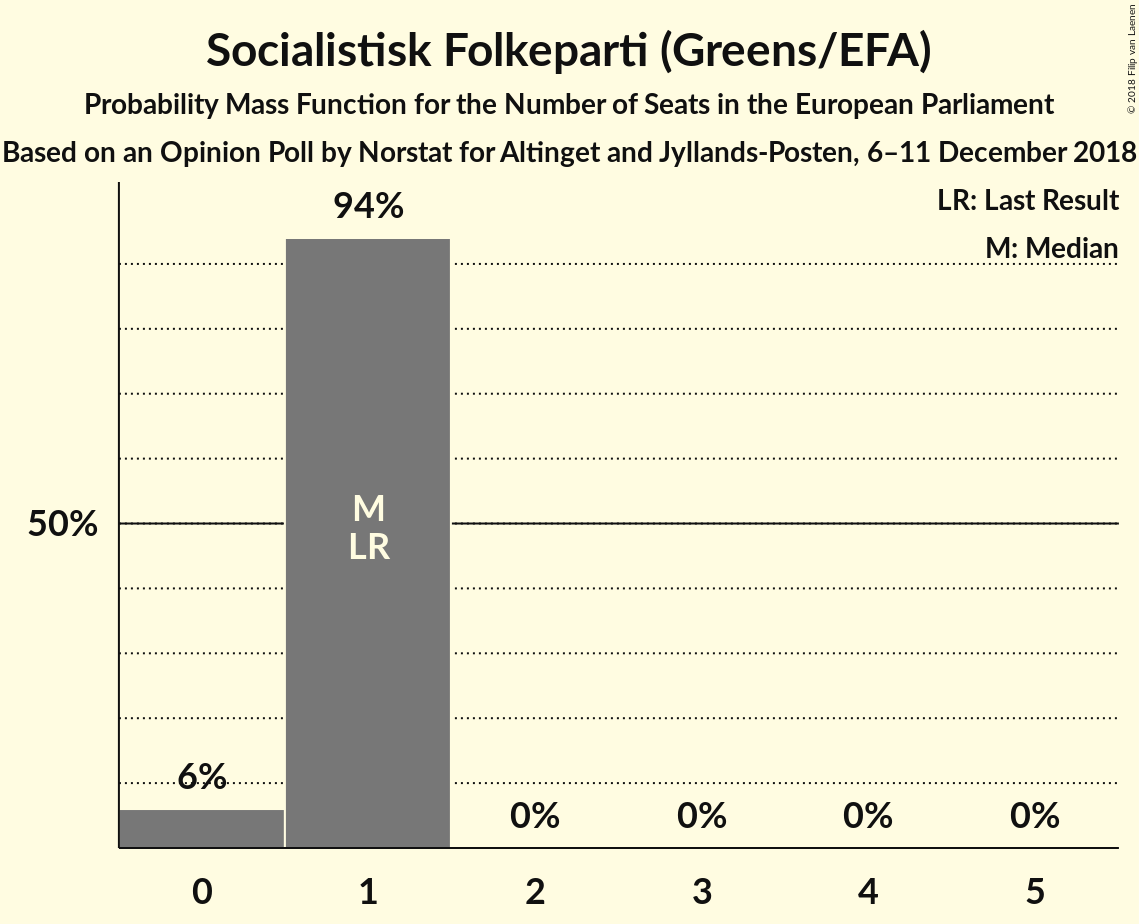 Socialistisk Folkeparti (Greens/EFA)
Probability Mass Function for the Number of Seats in the European Parliament
Based on an Opinion Poll by Norstat for Altinget and Jyllands-Posten, 6–11 December 2018
© 2018 Filip van Laenen
LR: Last Result
M: Median
94%
50%
M
LR
6%
0%
0%
0%
0%
0
1
2
3
4
5